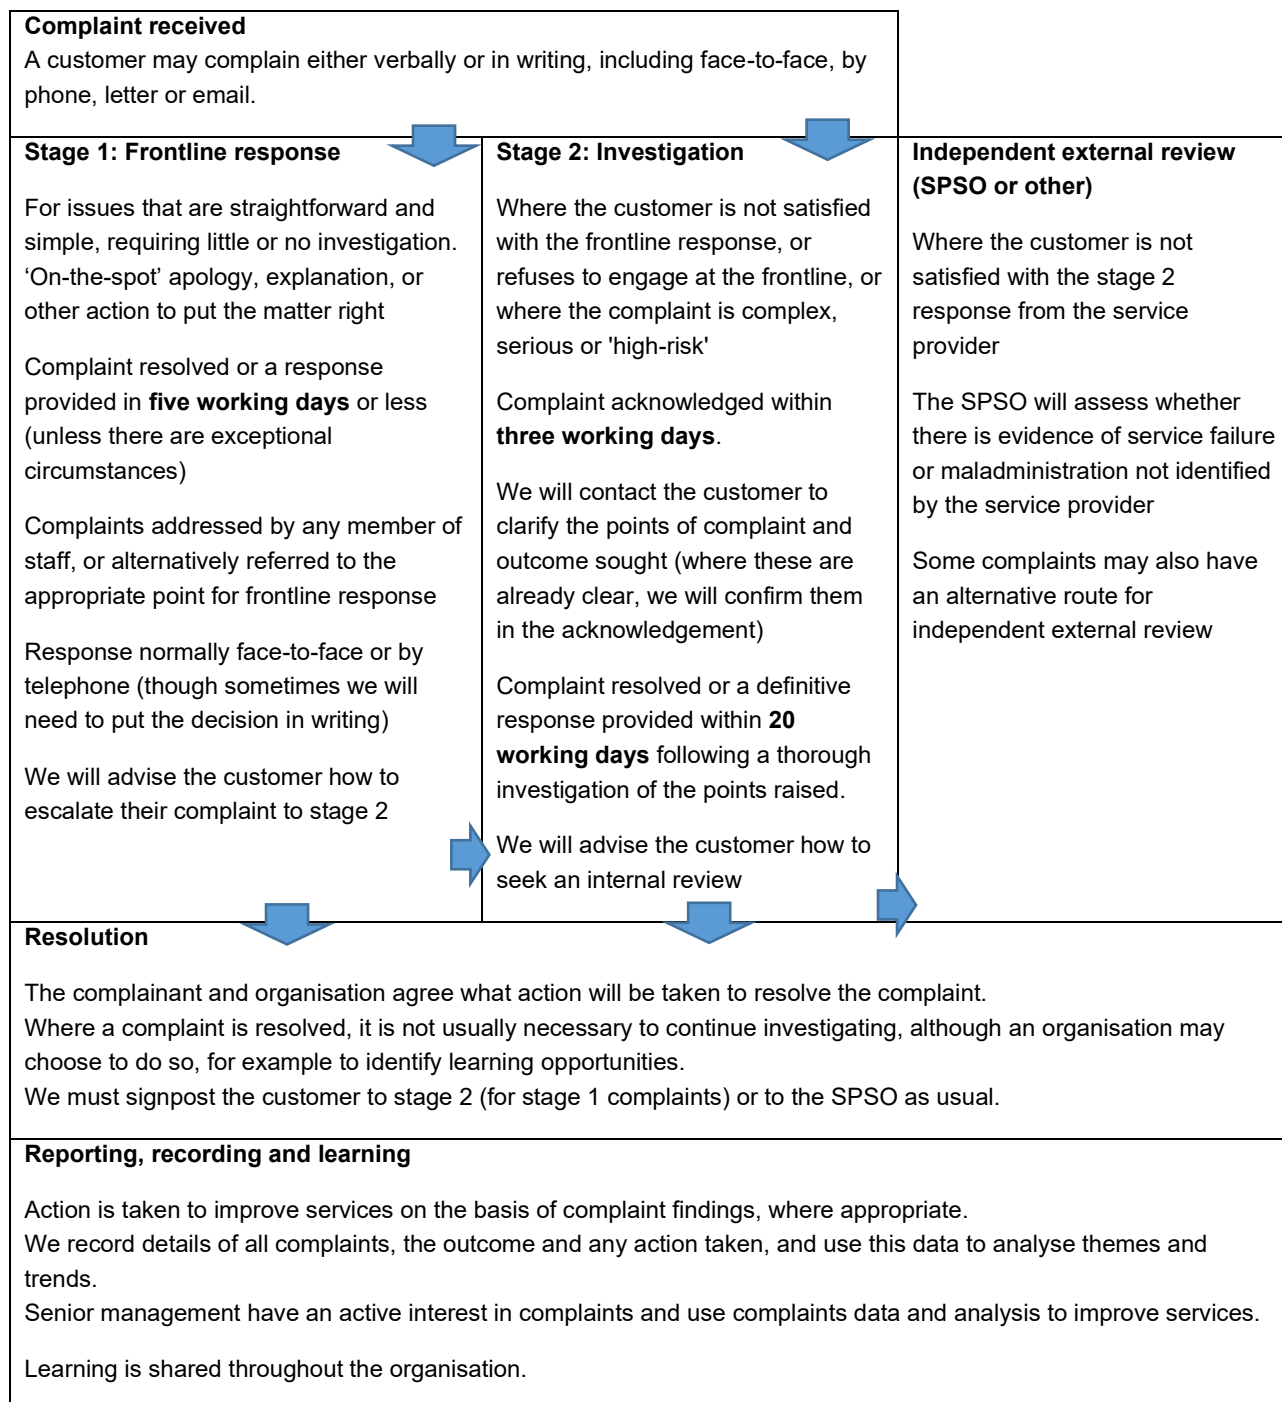 Complaint received
A customer may complain either verbally or in writing, including face-to-face, by
phone, letter or email.
Stage 1: Frontline response
For issues that are straightforward and
simple, requiring little or no investigation.
‘On-the-spot’ apology, explanation, or
other action to put the matter right
Complaint resolved or a response
provided in five working days or less
(unless there are exceptional
circumstances)
Complaints addressed by any member of
staff, or alternatively referred to the
appropriate point for frontline response
Response normally face-to-face or by
telephone (though sometimes we will
need to put the decision in writing)
We will advise the customer how to
escalate their complaint to stage 2
Stage 2: Investigation
Where the customer is not satisfied
with the frontline response, or
refuses to engage at the frontline, or
where the complaint is complex,
serious or 'high-risk'
Complaint acknowledged within
three working days.
We will contact the customer to
clarify the points of complaint and
outcome sought (where these are
already clear, we will confirm them
in the acknowledgement)
Complaint resolved or a definitive
response provided within 20
working days following a thorough
investigation of the points raised.
We will advise the customer how to
seek an internal review
Independent external review
(SPSO or other)
Where the customer is not
satisfied with the stage 2
response from the service
provider
The SPSO will assess whether
there is evidence of service failure
or maladministration not identified
by the service provider
Some complaints may also have
an alternative route for
independent external review
Resolution
The complainant and organisation agree what action will be taken to resolve the complaint.
Where a complaint is resolved, it is not usually necessary to continue investigating, although an organisation may
choose to do so, for example to identify learning opportunities.
We must signpost the customer to stage 2 (for stage 1 complaints) or to the SPSO as usual.
Reporting, recording and learning
Action is taken to improve services on the basis of complaint findings, where appropriate.
We record details of all complaints, the outcome and any action taken, and use this data to analyse themes and
trends.
Senior management have an active interest in complaints and use complaints data and analysis to improve services.
Learning is shared throughout the organisation.